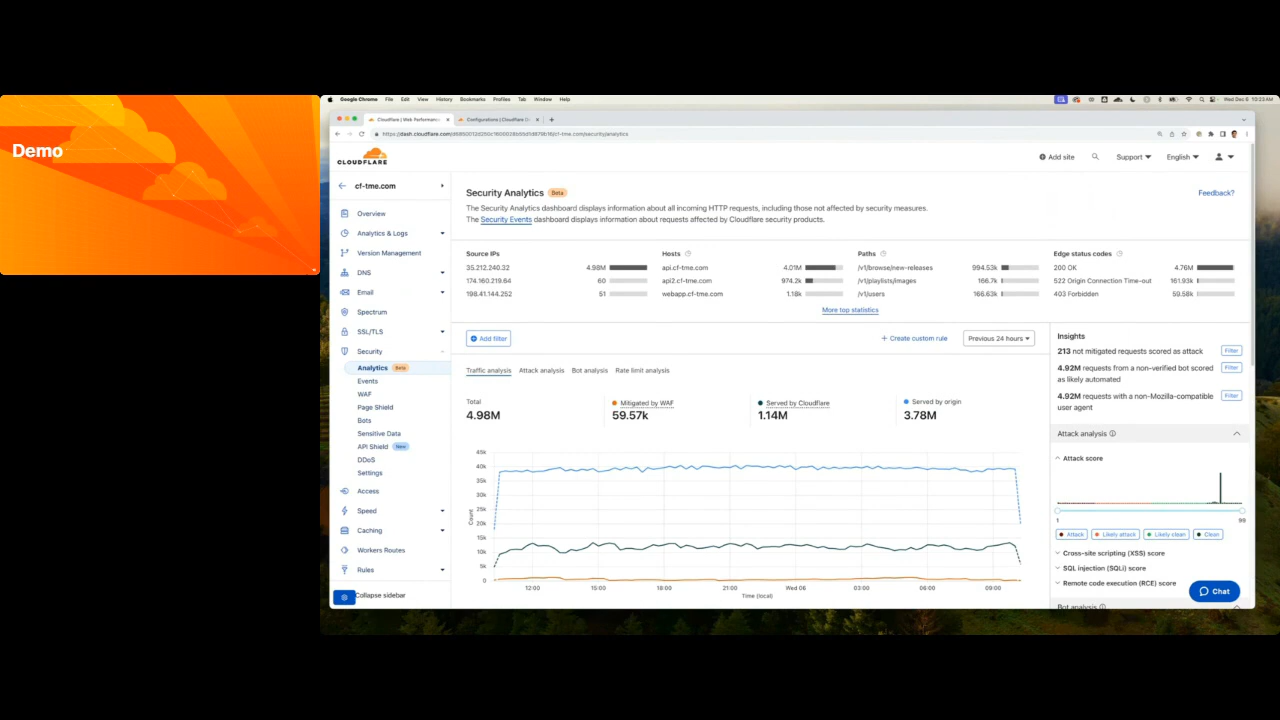 Demo
Google Chrome File Edit View History Bookmarks Profiles Tab Window Help
Wed Dec 6 10:23 AM
Cloudflare | Web Performance
Configurations | Cloudflare
CLOUDFLARE
Add site
Support
English
cf-tme.com
Overview
Analytics & Logs
Version Management
DNS
Email
Spectrum
SSL/TLS
Security
Analytics Beta
Events
WAF
Page Shield
Bots
Sensitive Data
API Shield New
DDoS
Settings
Access
Speed
Caching
Workers Routes
Rules
Collapse sidebar
Security Analytics Beta
Feedback?
The Security Analytics dashboard displays information about all incoming HTTP requests, including those not affected by security measures.
The Security Events dashboard displays information about requests affected by Cloudflare security products.
Source IPs
35.212.240.32 4.98M
174.160.219.64 60
198.41.144.252 51
Hosts
api.cf-tme.com 4.01M
api2.cf-tme.com 974.2k
webapp.cf-tme.com 1.18k
Paths
/v1/browse/new-releases 994.53k
/v1/playlists/images 166.7k
/v1/users 166.63k
Edge status codes
200 OK 4.76M
522 Origin Connection Time-out 161.93k
403 Forbidden 59.58k
More top statistics
Add filter
Create custom rule
Previous 24 hours
Traffic analysis Attack analysis Bot analysis Rate limit analysis
Total
4.98M
Mitigated by WAF
59.57k
Served by Cloudflare
1.14M
Served by origin
3.78M
45k
40k
35k
30k
25k
20k
15k
10k
5k
0
Count
12:00 15:00 18:00 21:00 Wed 06 03:00 06:00 09:00
Time (local)
Insights
213 not mitigated requests scored as attack
Filter
4.92M requests from a non-verified bot scored
as likely automated
Filter
4.92M requests with a non-Mozilla-compatible
user agent
Filter
Attack analysis
Attack score
1 99
Attack Likely attack Likely clean Clean
Cross-site scripting (XSS) score
SQL injection (SQLi) score
Remote code execution (RCE) score
Bot analysis
Chat